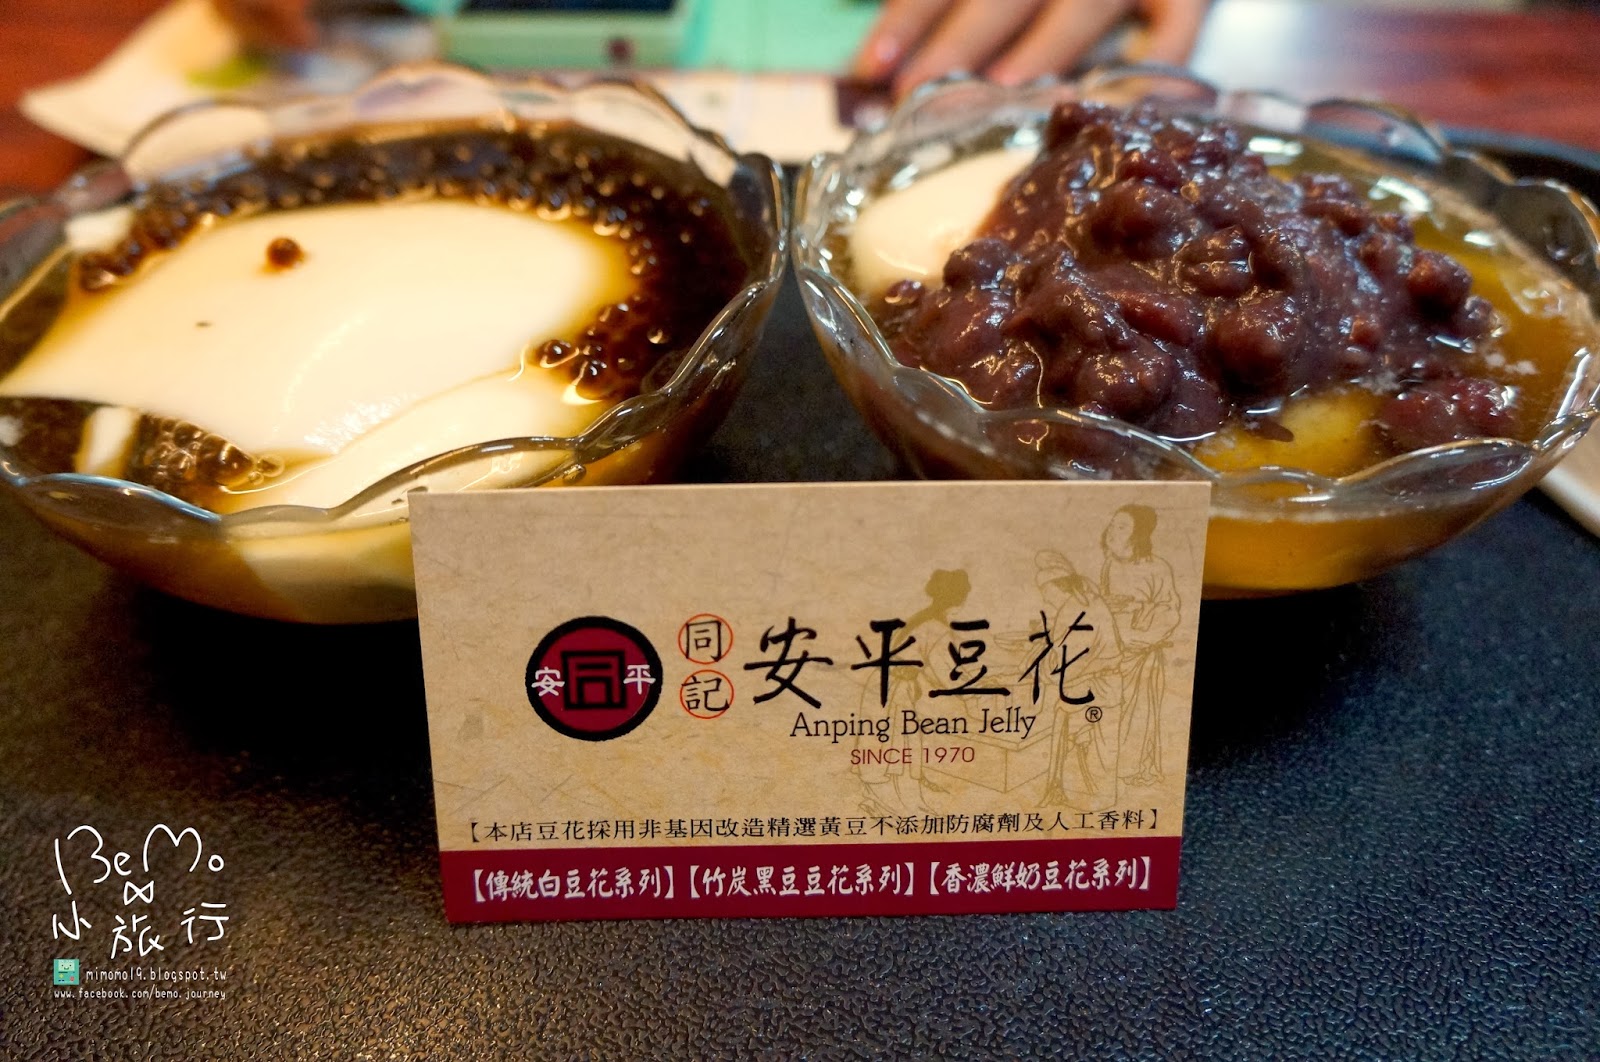 安 同 平
同記
安平豆花
Anping Bean Jelly ®
SINCE 1970
【本店豆花採用非基因改造精選黃豆不添加防腐劑及人工香料】
【傳統白豆花系列】【竹炭黑豆豆花系列】【香濃鮮奶豆花系列】
BeMo
小旅行
mimomo19.blogspot.tw
www.facebook.com/bemo.journey